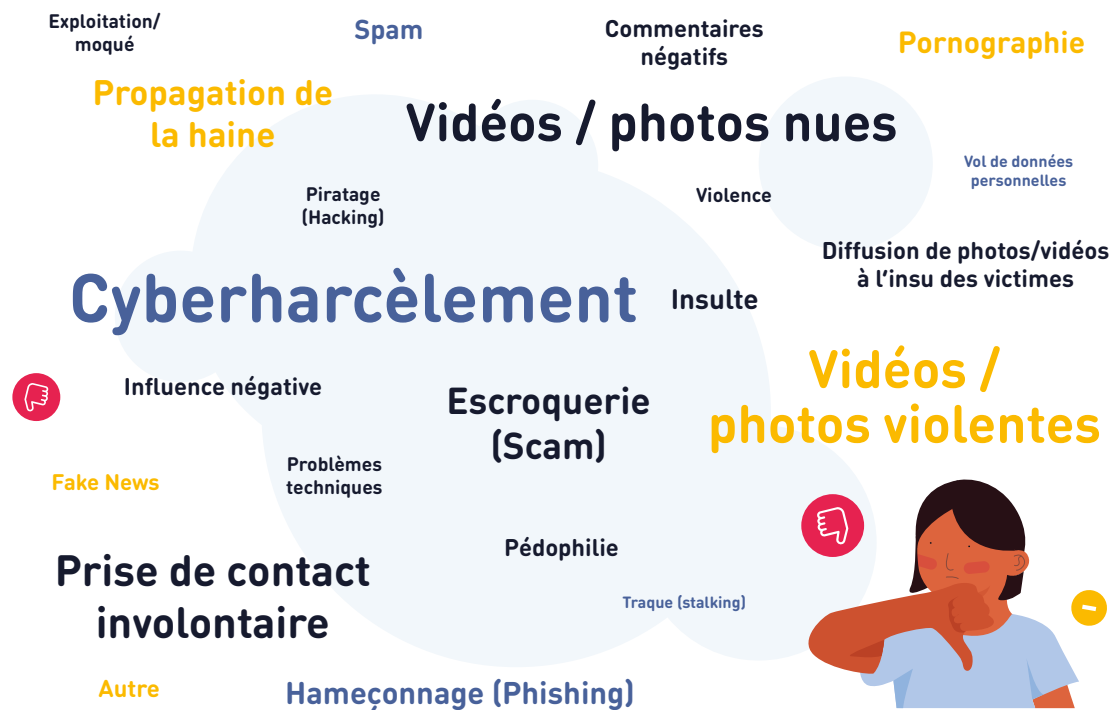 Exploitation/
moqué
Spam
Commentaires
négatifs
Pornographie
Propagation de
la haine
Vidéos / photos nues
Vol de données
personnelles
Piratage
(Hacking)
Violence
Diffusion de photos/vidéos
à l'insu des victimes
Cyberharcèlement
Insulte
Influence négative
Escroquerie
(Scam)
Vidéos /
photos violentes
Fake News
Problèmes
techniques
Prise de contact
involontaire
Pédophilie
Traque (stalking)
Autre
Hameçonnage (Phishing)